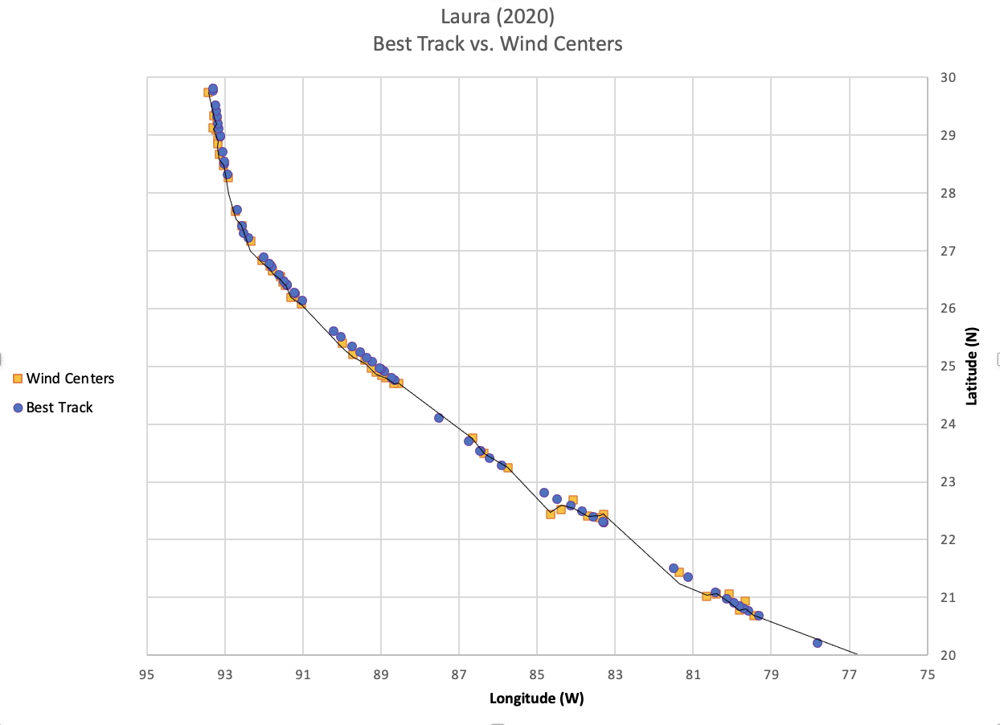 Laura (2020)
Best Track vs. Wind Centers
30
29
28
27
26
25
24
23
22
21
20
Latitude (N)
Wind Centers
Best Track
95 93 91 89 87 85 83 81 79 77 75
Longitude (W)